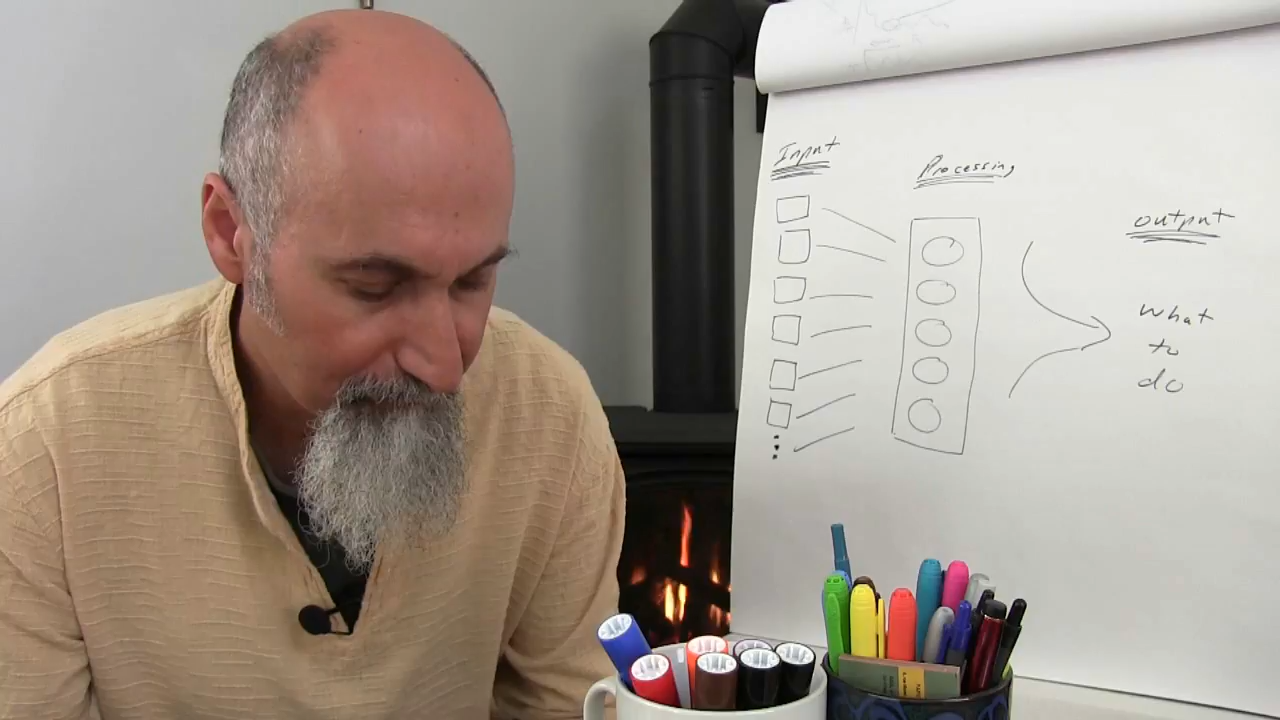 Input
Processing
output
what
to
do